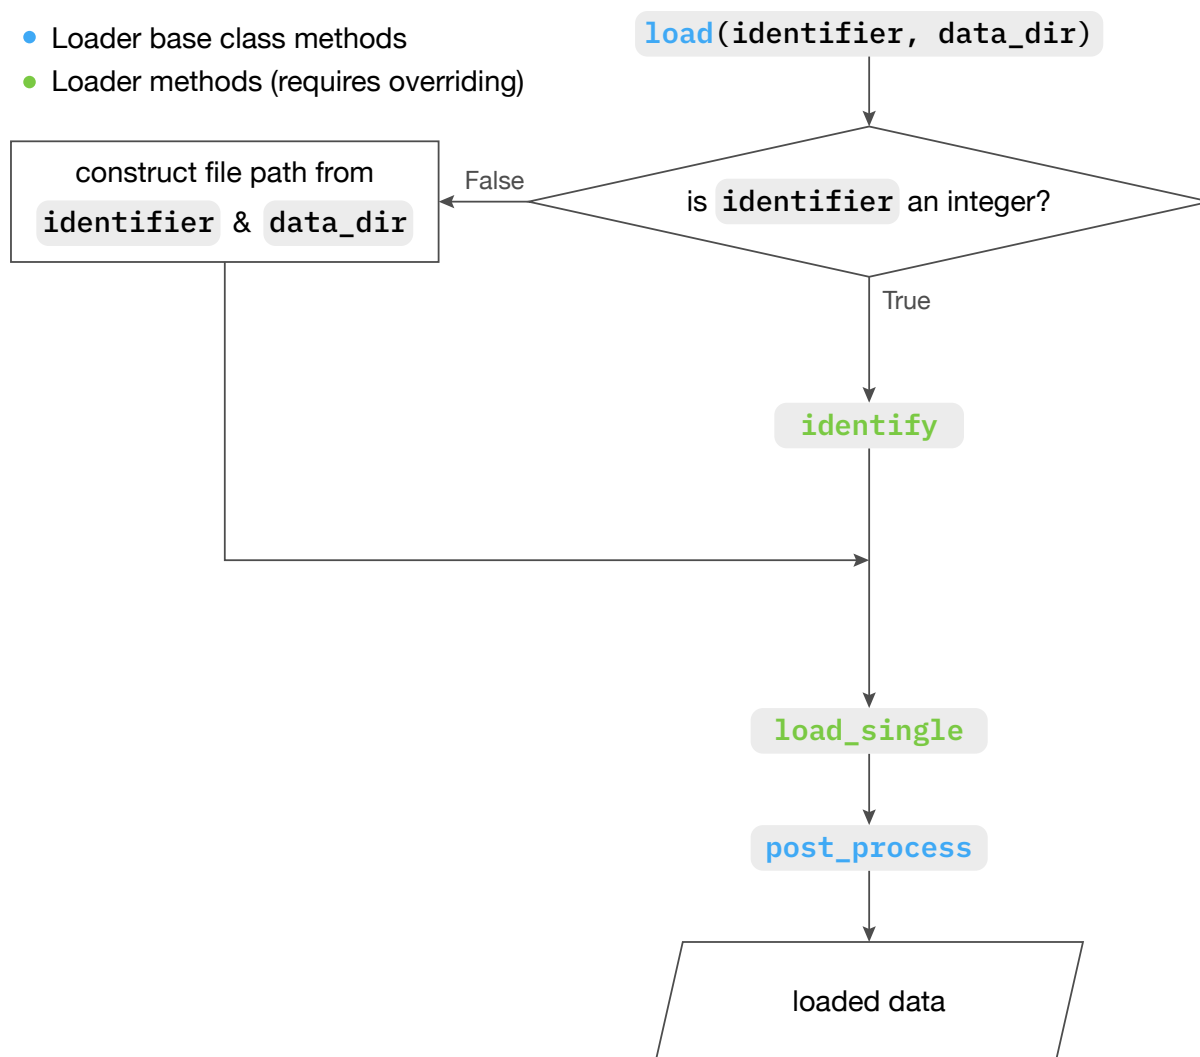 Loader base class methods
Loader methods (requires overriding)
load(identifier, data_dir)
is identifier an integer?
False
construct file path from
identifier & data_dir
True
identify
load_single
post_process
loaded data